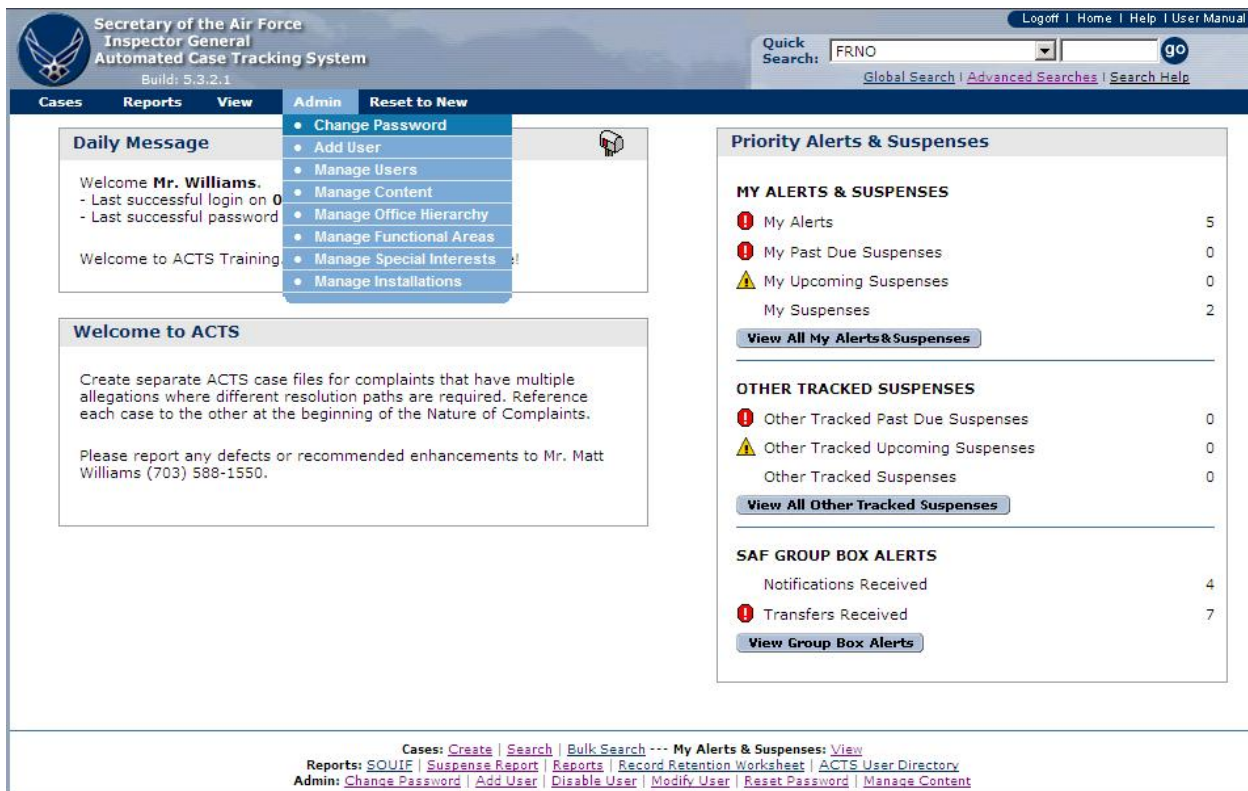 Secretary of the Air Force
Inspector General
Automated Case Tracking System
Build: 5.3.2.1
Logoff | Home | Help | User Manual
Quick Search: FRNO go
Global Search | Advanced Searches | Search Help
Cases Reports View Admin Reset to New
• Change Password
• Add User
• Manage Users
• Manage Content
• Manage Office Hierarchy
• Manage Functional Areas
• Manage Special Interests
• Manage Installations
Daily Message
Welcome Mr. Williams.
- Last successful login on 0
- Last successful password
Welcome to ACTS Training. !
Welcome to ACTS
Create separate ACTS case files for complaints that have multiple
allegations where different resolution paths are required. Reference
each case to the other at the beginning of the Nature of Complaints.
Please report any defects or recommended enhancements to Mr. Matt
Williams (703) 588-1550.
Priority Alerts & Suspenses
MY ALERTS & SUSPENSES
My Alerts 5
My Past Due Suspenses 0
My Upcoming Suspenses 0
My Suspenses 2
View All My Alerts&Suspenses
OTHER TRACKED SUSPENSES
Other Tracked Past Due Suspenses 0
Other Tracked Upcoming Suspenses 0
Other Tracked Suspenses 0
View All Other Tracked Suspenses
SAF GROUP BOX ALERTS
Notifications Received 4
Transfers Received 7
View Group Box Alerts
Cases: Create | Search | Bulk Search --- My Alerts & Suspenses: View
Reports: SOUIF | Suspense Report | Reports | Record Retention Worksheet | ACTS User Directory
Admin: Change Password | Add User | Disable User | Modify User | Reset Password | Manage Content